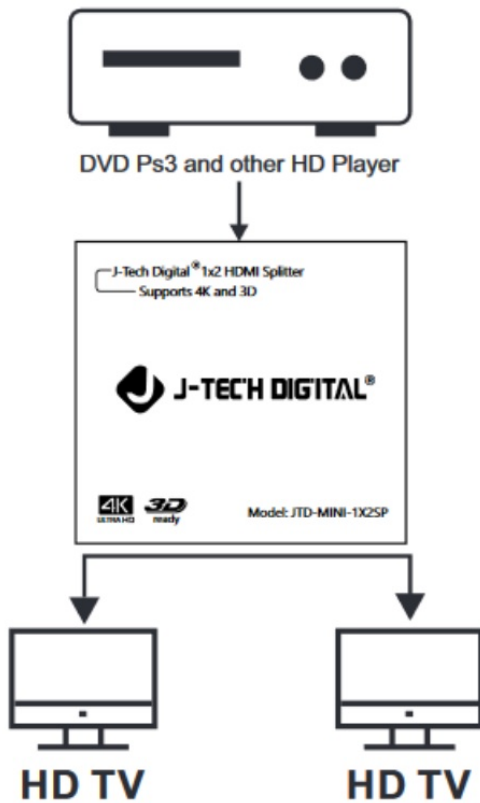 DVD Ps3 and other HD Player
J-Tech Digital® 1x2 HDMI Splitter
Supports 4K and 3D
J-TECH DIGITAL®
4K
ULTRA HD
3D
ready
Model: JTD-MINI-1X2SP
HD TV
HD TV